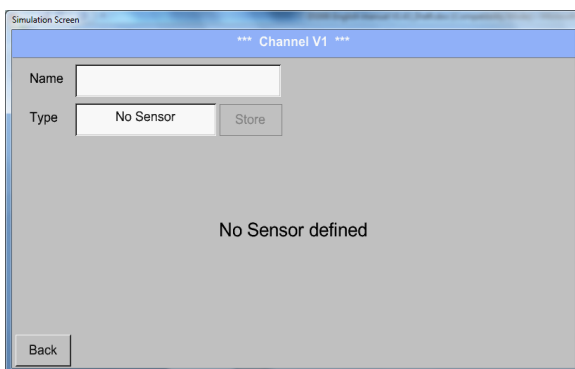 Simulation Screen
*** Channel V1 ***
Name
Type No Sensor Store
No Sensor defined
Back